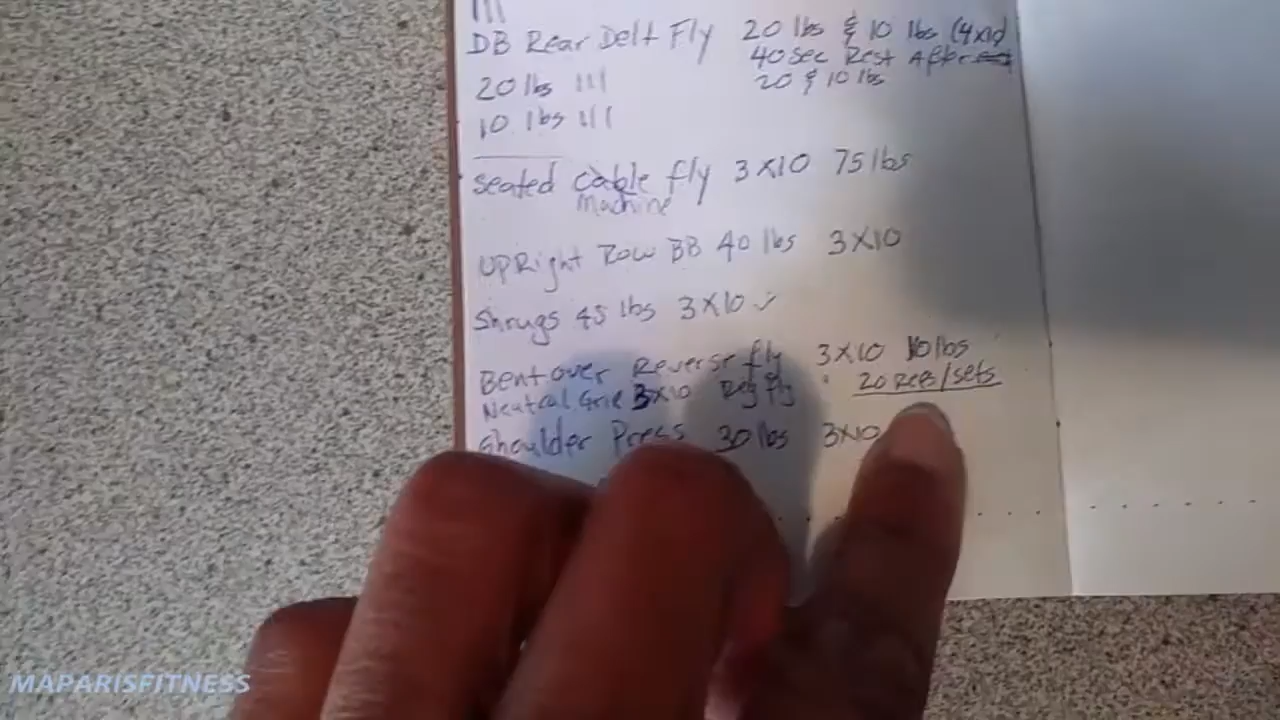 |||
DB Rear Delt Fly 20 lbs & 10 lbs (4x10)
40 sec Rest After
20 & 10 lbs
20 lbs |||
10 lbs |||
seated cable fly 3x10 75 lbs
Machine
UpRight Row BB 40 lbs 3x10
Shrugs 45 lbs 3x10 ✓
Bent over Reverse fly 3x10 10 lbs
Neutral Grie 3x10 Reg fly 20 Reps/sets
Shoulder Press 30 lbs 3x10
MAPARISFITNESS